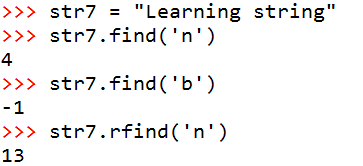 >>> str7 = "Learning string"
>>> str7.find('n')
4
>>> str7.find('b')
-1
>>> str7.rfind('n')
13